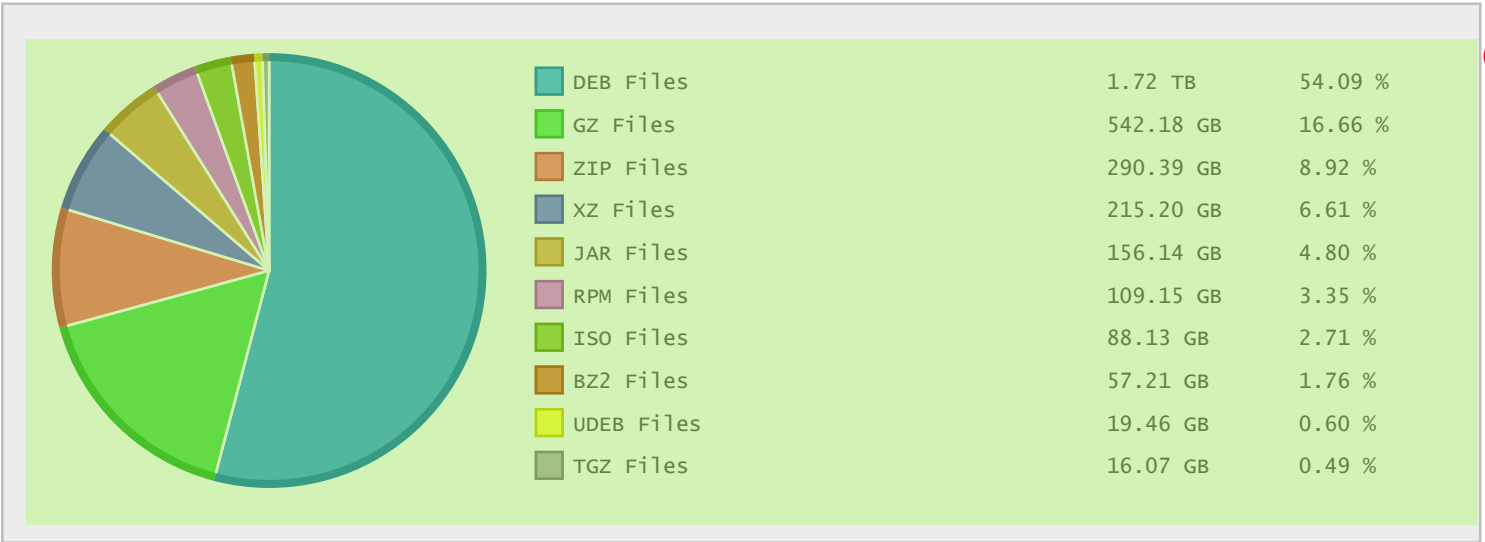 DEB Files 1.72 TB 54.09 %
GZ Files 542.18 GB 16.66 %
ZIP Files 290.39 GB 8.92 %
XZ Files 215.20 GB 6.61 %
JAR Files 156.14 GB 4.80 %
RPM Files 109.15 GB 3.35 %
ISO Files 88.13 GB 2.71 %
BZ2 Files 57.21 GB 1.76 %
UDEB Files 19.46 GB 0.60 %
TGZ Files 16.07 GB 0.49 %